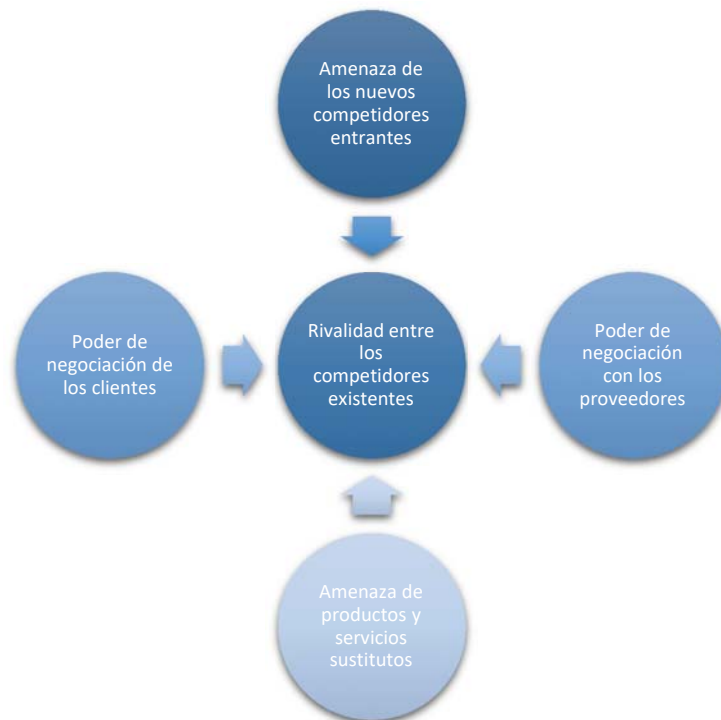 Amenaza de
los nuevos
competidores
entrantes
Poder de
negociación de
los clientes
Rivalidad entre
los
competidores
existentes
Poder de
negociación
con los
proveedores
Amenaza de
productos y
servicios
sustitutos